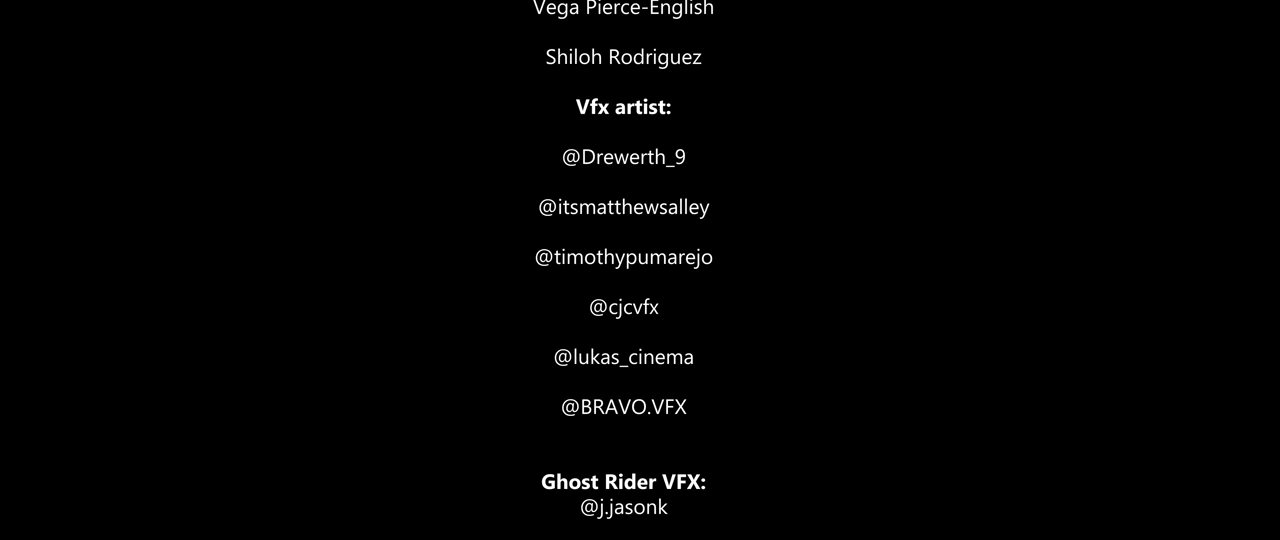 Vega Pierce-English
Shiloh Rodriguez
Vfx artist:
@Drewerth_9
@itsmatthewsalley
@timothypumarejo
@cjcvfx
@lukas_cinema
@BRAVO.VFX
Ghost Rider VFX:
@j.jasonk